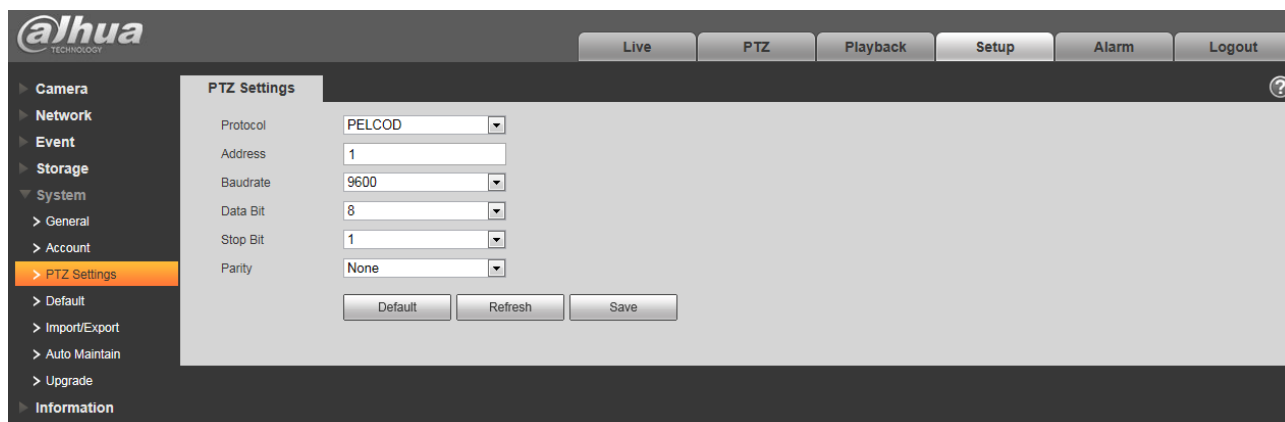 alhua
TECHNOLOGY
Live PTZ Playback Setup Alarm Logout
Camera
Network
Event
Storage
System
> General
> Account
> PTZ Settings
> Default
> Import/Export
> Auto Maintain
> Upgrade
Information
PTZ Settings ?
Protocol PELCOD
Address 1
Baudrate 9600
Data Bit 8
Stop Bit 1
Parity None
Default Refresh Save